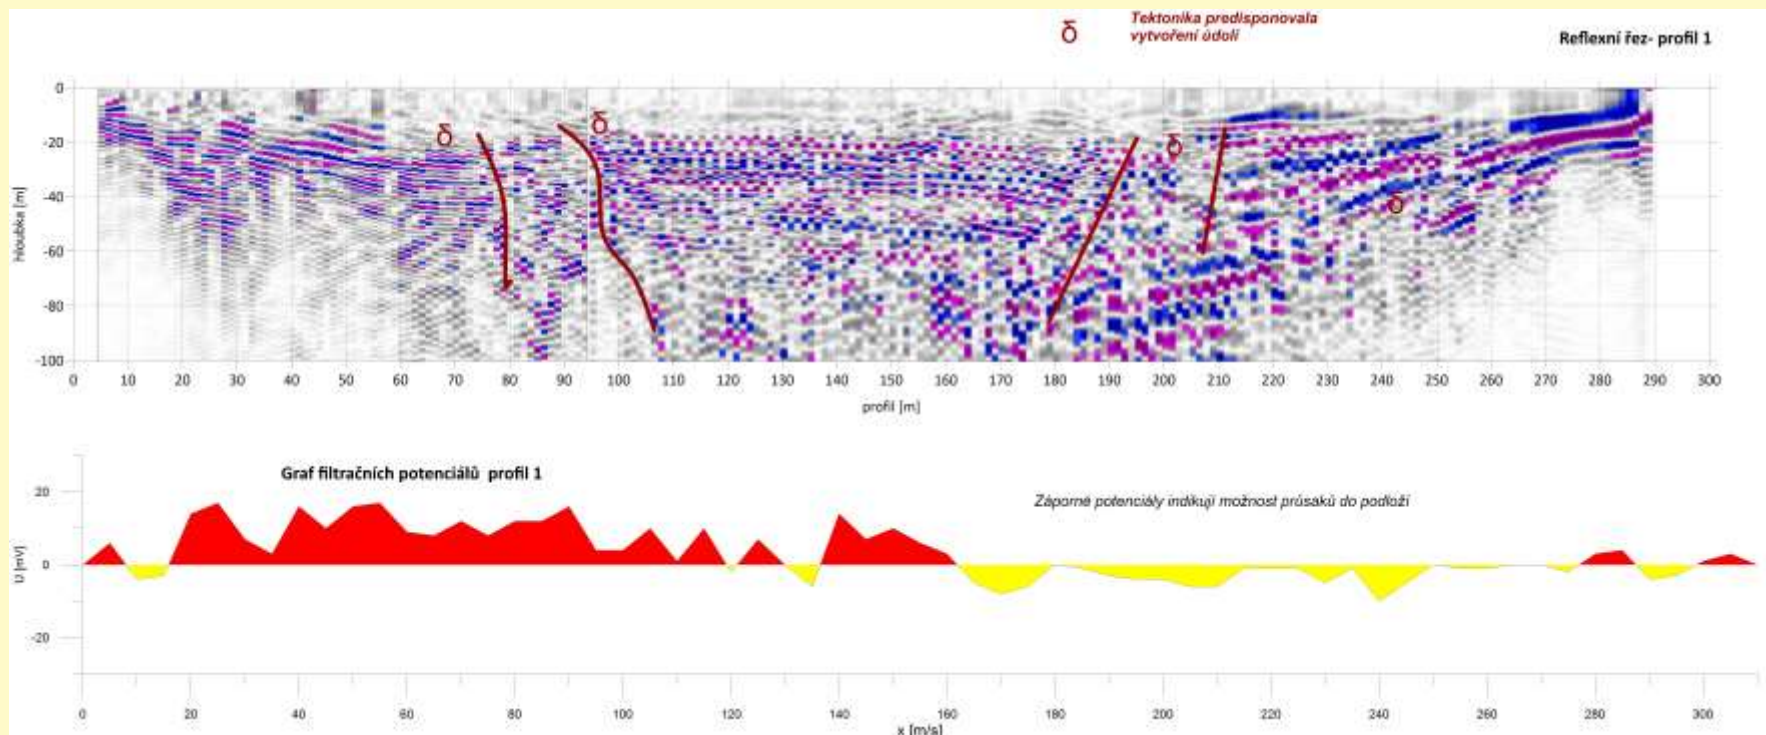 δ
Tektonika predisponovala
vytvoření údolí
Reflexní řez- profil 1
0
-20
-40
-60
-80
-100
hloubka [m]
δ
δ
δ
δ
0 10 20 30 40 50 60 70 80 90 100 110 120 130 140 150 160 170 180 190 200 210 220 230 240 250 260 270 280 290 300
profil [m]
Graf filtračních potenciálů profil 1
Záporné potenciály indikují možnost průsaků do podloží
20
0
-20
U [mV]
0 20 40 60 80 100 120 140 160 180 200 220 240 260 280 300
x [m/s]